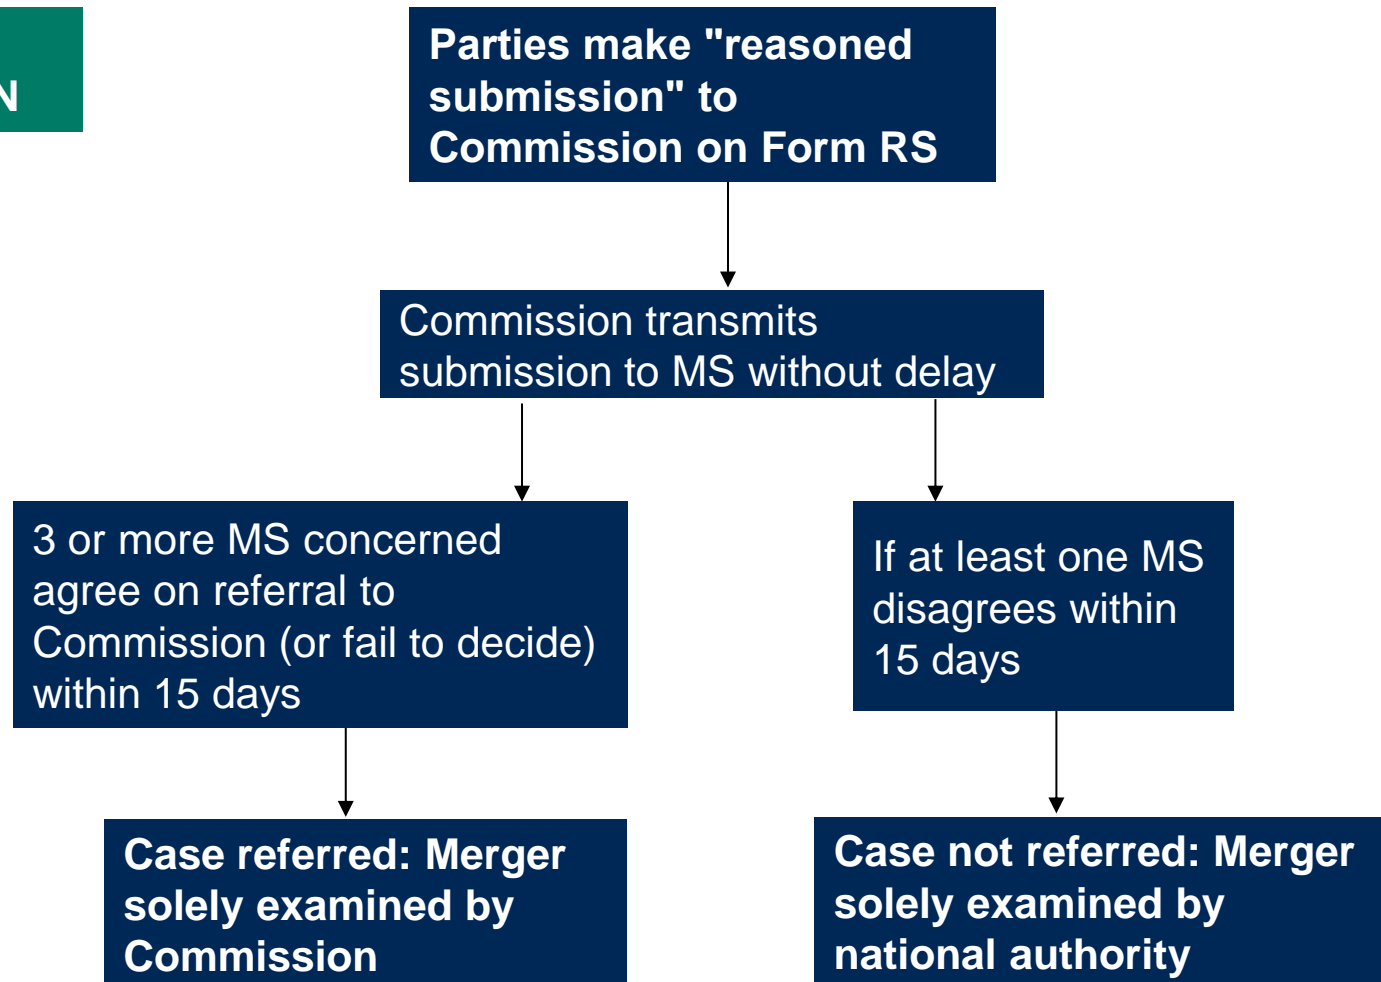 N
Parties make "reasoned
submission" to
Commission on Form RS
Commission transmits
submission to MS without delay
3 or more MS concerned
agree on referral to
Commission (or fail to decide)
within 15 days
If at least one MS
disagrees within
15 days
Case referred: Merger
solely examined by
Commission
Case not referred: Merger
solely examined by
national authority